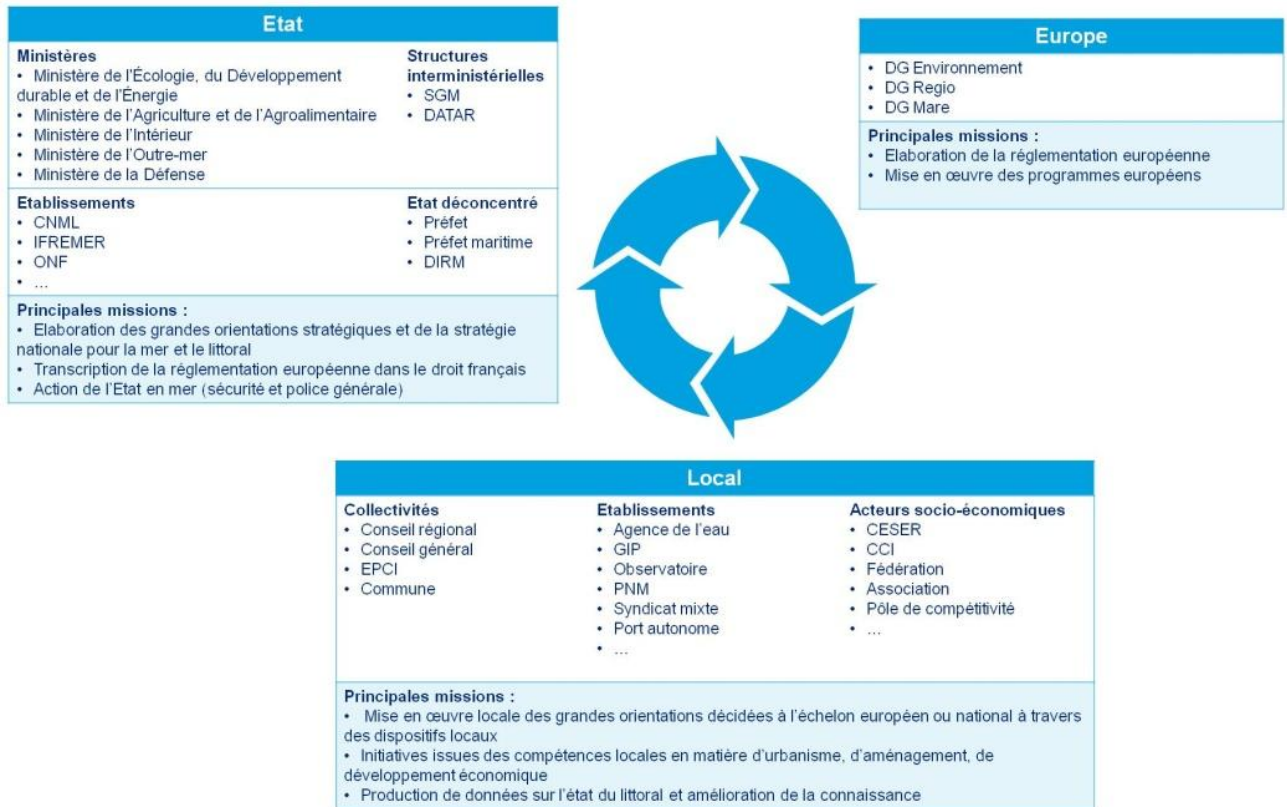 Etat
Ministères
• Ministère de l'Écologie, du Développement
durable et de l'Énergie
• Ministère de l'Agriculture et de l'Agroalimentaire
• Ministère de l'Intérieur
• Ministère de l'Outre-mer
• Ministère de la Défense
Structures
interministérielles
• SGM
• DATAR
Etablissements
• CNML
• IFREMER
• ONF
• ...
Etat déconcentré
• Préfet
• Préfet maritime
• DIRM
Principales missions :
• Elaboration des grandes orientations stratégiques et de la stratégie
nationale pour la mer et le littoral
• Transcription de la réglementation européenne dans le droit français
• Action de l'Etat en mer (sécurité et police générale)
Europe
• DG Environnement
• DG Regio
• DG Mare
Principales missions :
• Elaboration de la réglementation européenne
• Mise en œuvre des programmes européens
Local
Collectivités
• Conseil régional
• Conseil général
• EPCI
• Commune
Etablissements
• Agence de l'eau
• GIP
• Observatoire
• PNM
• Syndicat mixte
• Port autonome
• ...
Acteurs socio-économiques
• CESER
• CCI
• Fédération
• Association
• Pôle de compétitivité
• ...
Principales missions :
• Mise en œuvre locale des grandes orientations décidées à l'échelon européen ou national à travers
des dispositifs locaux
• Initiatives issues des compétences locales en matière d'urbanisme, d'aménagement, de
développement économique
• Production de données sur l'état du littoral et amélioration de la connaissance